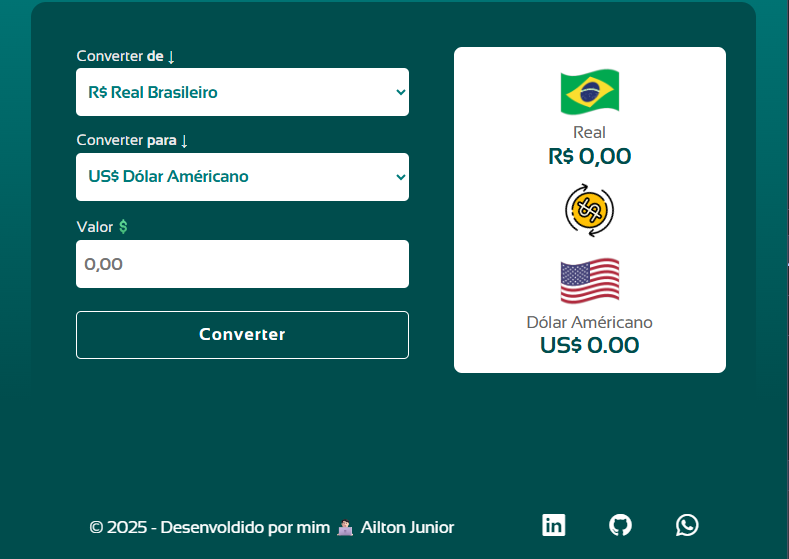 Converter de ↓
R$ Real Brasileiro
Converter para ↓
US$ Dólar Américano
Valor $
0,00
Converter
Real
R$ 0,00
Dólar Américano
US$ 0.00
© 2025 - Desenvoldido por mim 👨🏻‍💻 Ailton Junior